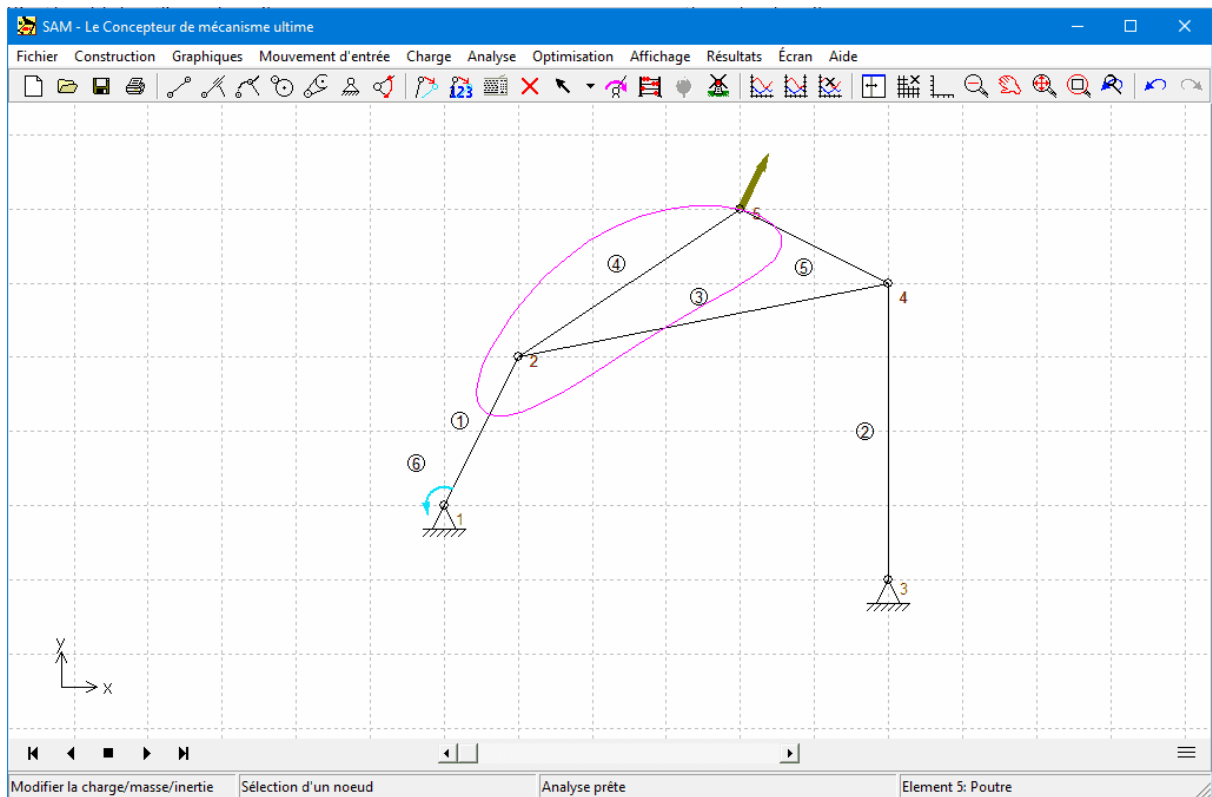 SAM - Le Concepteur de mécanisme ultime
Fichier Construction Graphiques Mouvement d'entrée Charge Analyse Optimisation Affichage Résultats Écran Aide
123
5
4
5
3
4
2
1
2
6
1
3
y
x
Modifier la charge/masse/inertie Sélection d'un noeud Analyse prête Element 5: Poutre